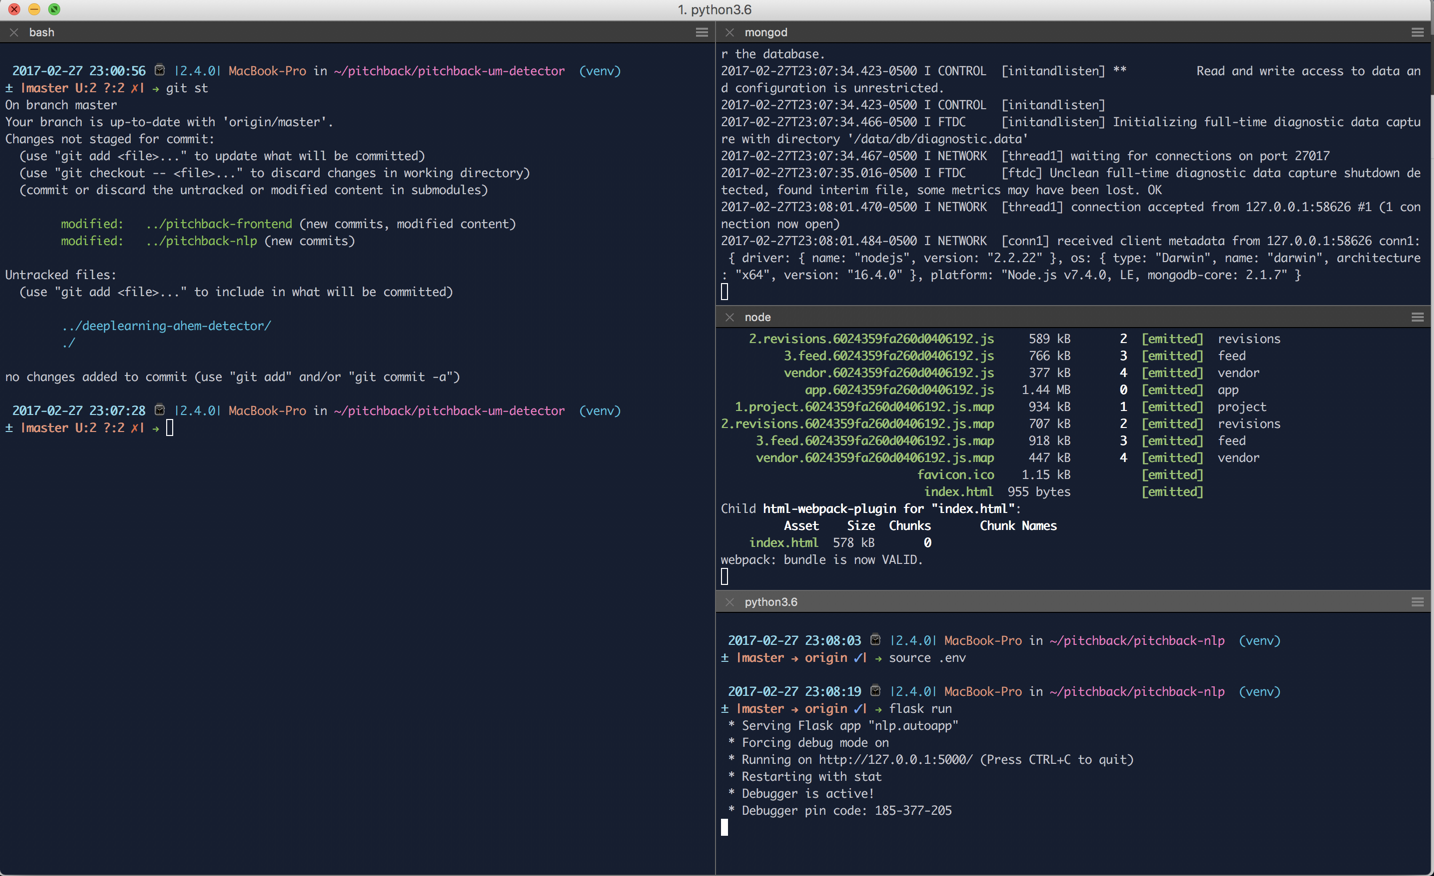 1. python3.6
bash
2017-02-27 23:00:56 |2.4.0| MacBook-Pro in ~/pitchback/pitchback-um-detector (venv)
± |master U:2 ?:2 ✗| → git st
On branch master
Your branch is up-to-date with 'origin/master'.
Changes not staged for commit:
(use "git add <file>..." to update what will be committed)
(use "git checkout -- <file>..." to discard changes in working directory)
(commit or discard the untracked or modified content in submodules)
modified: ../pitchback-frontend (new commits, modified content)
modified: ../pitchback-nlp (new commits)
Untracked files:
(use "git add <file>..." to include in what will be committed)
../deeplearning-ahem-detector/
./
no changes added to commit (use "git add" and/or "git commit -a")
2017-02-27 23:07:28 |2.4.0| MacBook-Pro in ~/pitchback/pitchback-um-detector (venv)
± |master U:2 ?:2 ✗| →
mongod
r the database.
2017-02-27T23:07:34.423-0500 I CONTROL [initandlisten] ** Read and write access to data an
d configuration is unrestricted.
2017-02-27T23:07:34.423-0500 I CONTROL [initandlisten]
2017-02-27T23:07:34.466-0500 I FTDC [initandlisten] Initializing full-time diagnostic data captu
re with directory '/data/db/diagnostic.data'
2017-02-27T23:07:34.467-0500 I NETWORK [thread1] waiting for connections on port 27017
2017-02-27T23:07:35.016-0500 I FTDC [ftdc] Unclean full-time diagnostic data capture shutdown de
tected, found interim file, some metrics may have been lost. OK
2017-02-27T23:08:01.470-0500 I NETWORK [thread1] connection accepted from 127.0.0.1:58626 #1 (1 con
nection now open)
2017-02-27T23:08:01.484-0500 I NETWORK [conn1] received client metadata from 127.0.0.1:58626 conn1:
{ driver: { name: "nodejs", version: "2.2.22" }, os: { type: "Darwin", name: "darwin", architecture
: "x64", version: "16.4.0" }, platform: "Node.js v7.4.0, LE, mongodb-core: 2.1.7" }
node
2.revisions.6024359fa260d0406192.js 589 kB 2 [emitted] revisions
3.feed.6024359fa260d0406192.js 766 kB 3 [emitted] feed
vendor.6024359fa260d0406192.js 377 kB 4 [emitted] vendor
app.6024359fa260d0406192.js 1.44 MB 0 [emitted] app
1.project.6024359fa260d0406192.js.map 934 kB 1 [emitted] project
2.revisions.6024359fa260d0406192.js.map 707 kB 2 [emitted] revisions
3.feed.6024359fa260d0406192.js.map 918 kB 3 [emitted] feed
vendor.6024359fa260d0406192.js.map 447 kB 4 [emitted] vendor
favicon.ico 1.15 kB [emitted]
index.html 955 bytes [emitted]
Child html-webpack-plugin for "index.html":
Asset Size Chunks Chunk Names
index.html 578 kB 0
webpack: bundle is now VALID.
python3.6
2017-02-27 23:08:03 |2.4.0| MacBook-Pro in ~/pitchback/pitchback-nlp (venv)
± |master → origin ✓| → source .env
2017-02-27 23:08:19 |2.4.0| MacBook-Pro in ~/pitchback/pitchback-nlp (venv)
± |master → origin ✓| → flask run
* Serving Flask app "nlp.autoapp"
* Forcing debug mode on
* Running on http://127.0.0.1:5000/ (Press CTRL+C to quit)
* Restarting with stat
* Debugger is active!
* Debugger pin code: 185-377-205